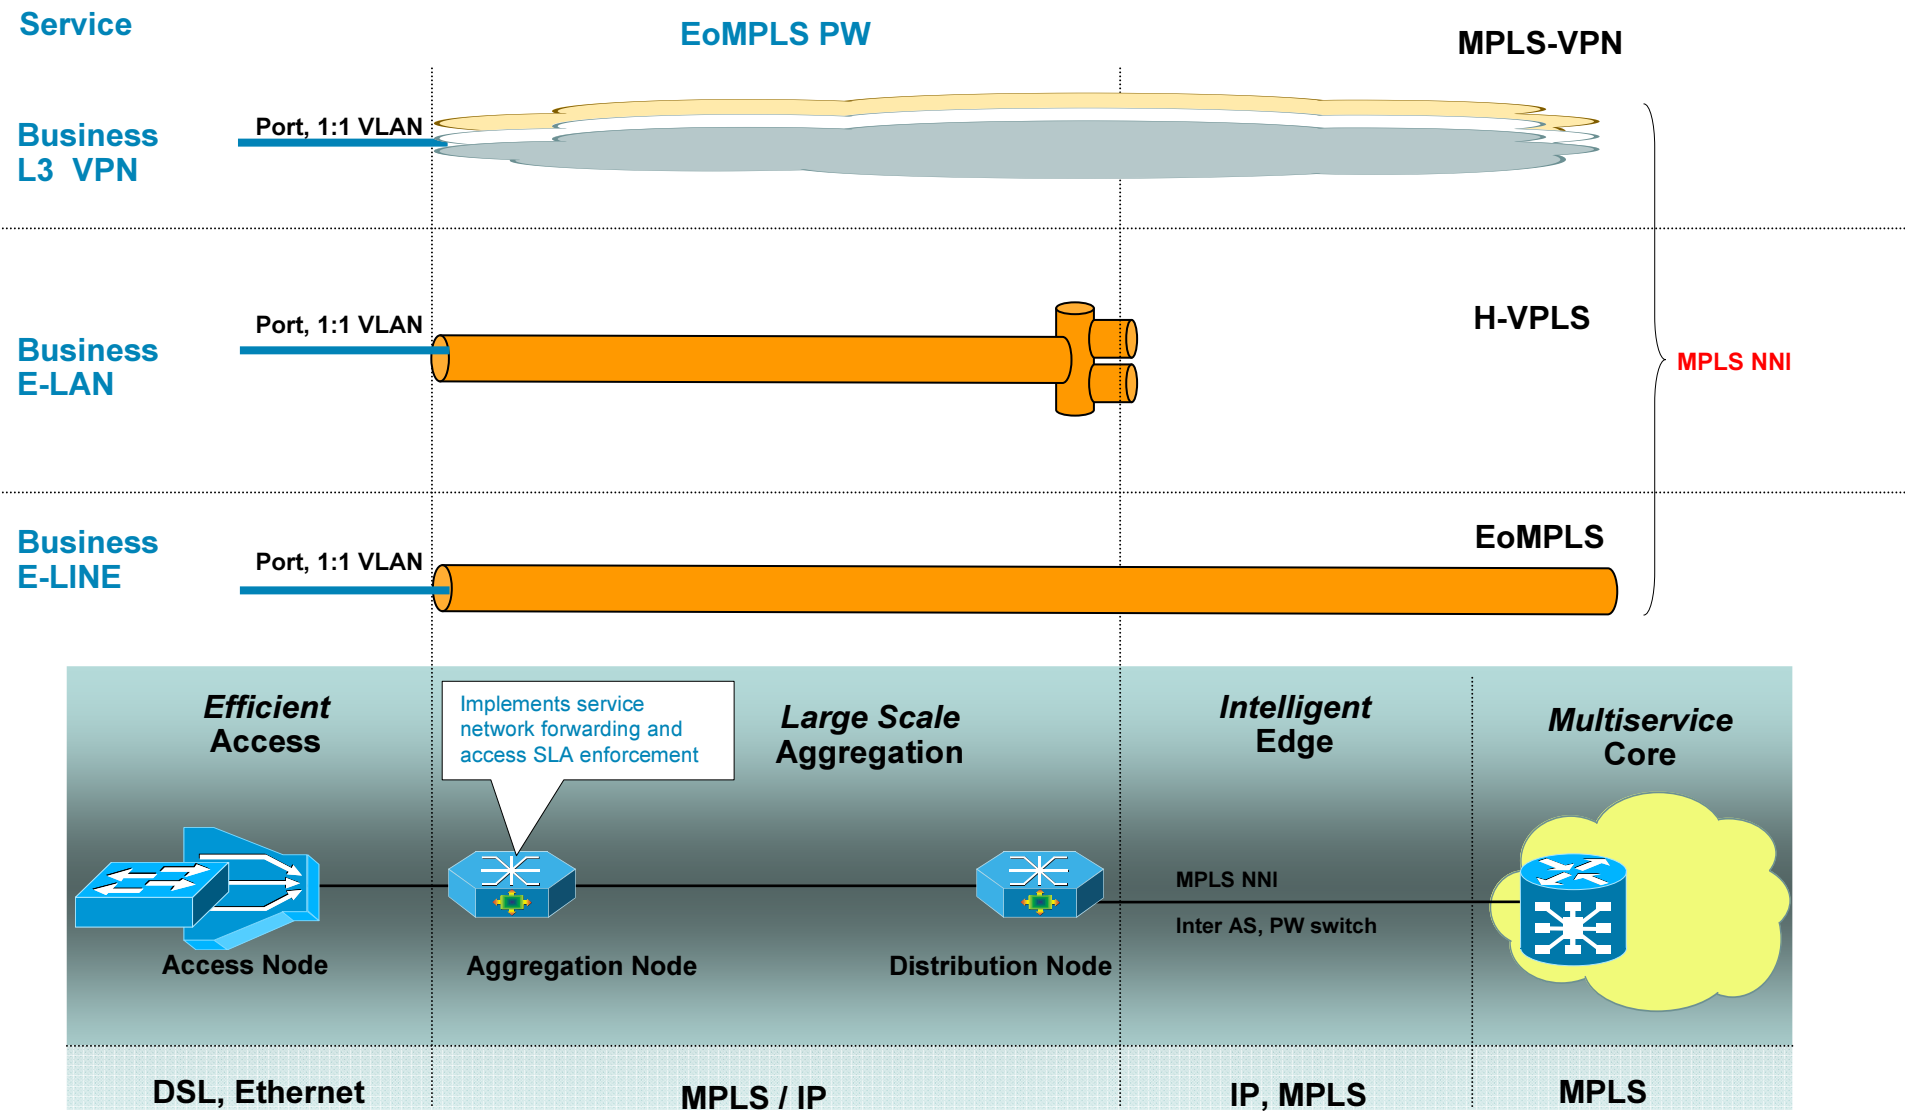 Service
EoMPLS PW
MPLS-VPN
Port, 1:1 VLAN
Business
L3 VPN
Port, 1:1 VLAN
H-VPLS
Business
E-LAN
MPLS NNI
EoMPLS
Business
E-LINE
Port, 1:1 VLAN
Efficient
Access
Implements service
network forwarding and
access SLA enforcement
Large Scale
Aggregation
Intelligent
Edge
Multiservice
Core
MPLS NNI
Inter AS, PW switch
Access Node
Aggregation Node
Distribution Node
DSL, Ethernet
MPLS / IP
IP, MPLS
MPLS